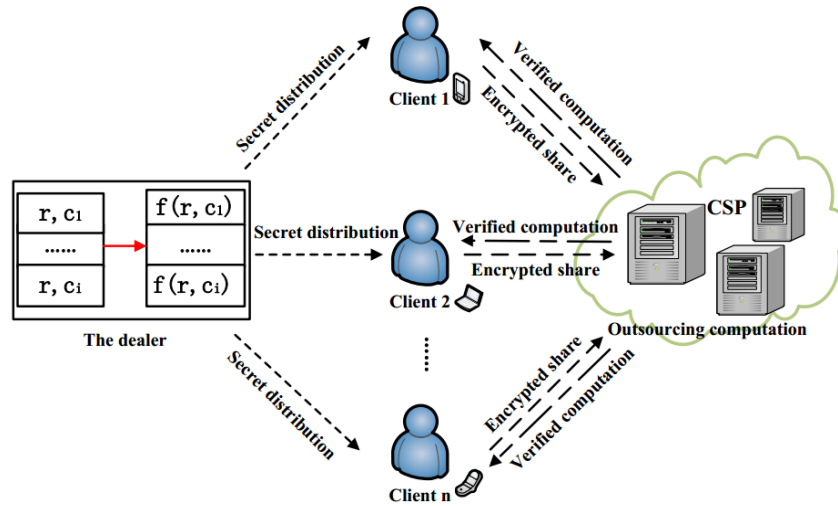 Secret distribution
Client 1
Verified computation
Encrypted share
r, c₁
......
r, cᵢ
f(r, c₁)
......
f(r, cᵢ)
The dealer
Secret distribution
Client 2
Verified computation
Encrypted share
CSP
Outsourcing computation
......
Secret distribution
Client n
Encrypted share
Verified computation